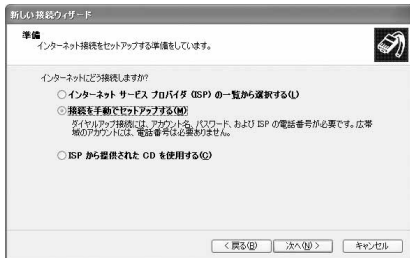 新しい接続ウィザード
準備
インターネット接続をセットアップする準備をしています。
インターネットにどう接続しますか?
インターネット サービス プロバイダ (ISP) の一覧から選択する(L)
接続を手動でセットアップする(M)
ダイヤルアップ接続には、アカウント名、パスワード、および ISP の電話番号が必要です。広帯
域のアカウントには、電話番号は必要ありません。
ISP から提供された CD を使用する(C)
< 戻る(B)
次へ(N) >
キャンセル